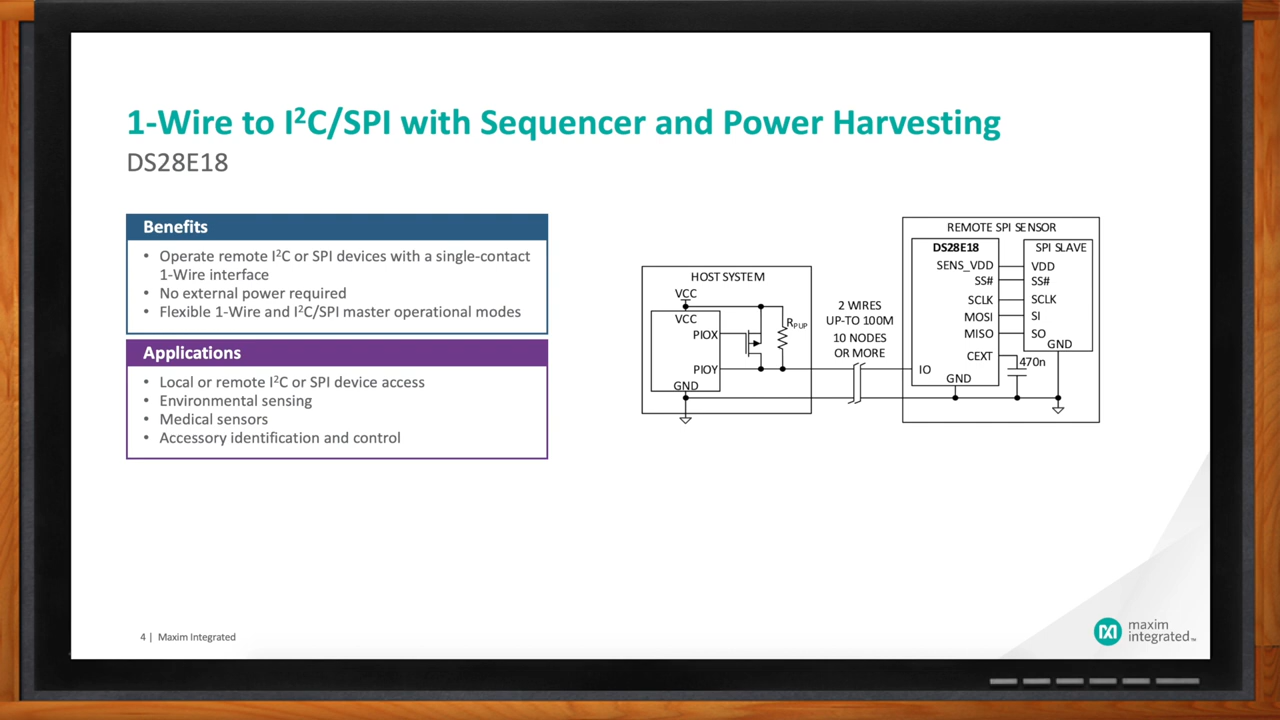 1-Wire to I²C/SPI with Sequencer and Power Harvesting
DS28E18
Benefits
• Operate remote I²C or SPI devices with a single-contact
1-Wire interface
• No external power required
• Flexible 1-Wire and I²C/SPI master operational modes
Applications
• Local or remote I²C or SPI device access
• Environmental sensing
• Medical sensors
• Accessory identification and control
HOST SYSTEM
VCC
VCC
PIOX
RPUP
PIOY
GND
2 WIRES
UP-TO 100M
10 NODES
OR MORE
REMOTE SPI SENSOR
DS28E18
SPI SLAVE
SENS_VDD
VDD
SS#
SS#
SCLK
SCLK
MOSI
SI
MISO
SO
GND
CEXT
470n
IO
GND
4 | Maxim Integrated
maxim
integrated™